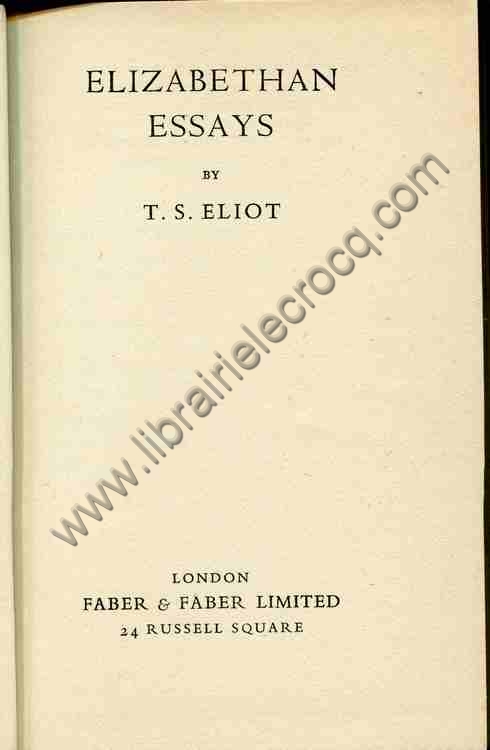 ELIZABETHAN
ESSAYS
BY
T. S. ELIOT
www.librairielecrocq.com
LONDON
FABER & FABER LIMITED
24 RUSSELL SQUARE